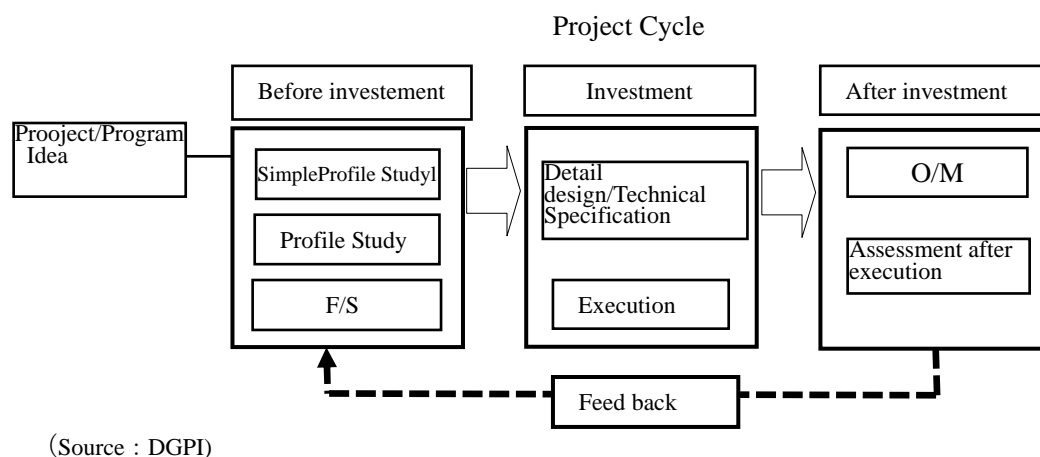 Project Cycle
Before investement
Investment
After investment
Prooject/Program
Idea
SimpleProfile Studyl
Profile Study
F/S
Detail
design/Technical
Specification
Execution
O/M
Assessment after
execution
Feed back
（Source：DGPI)